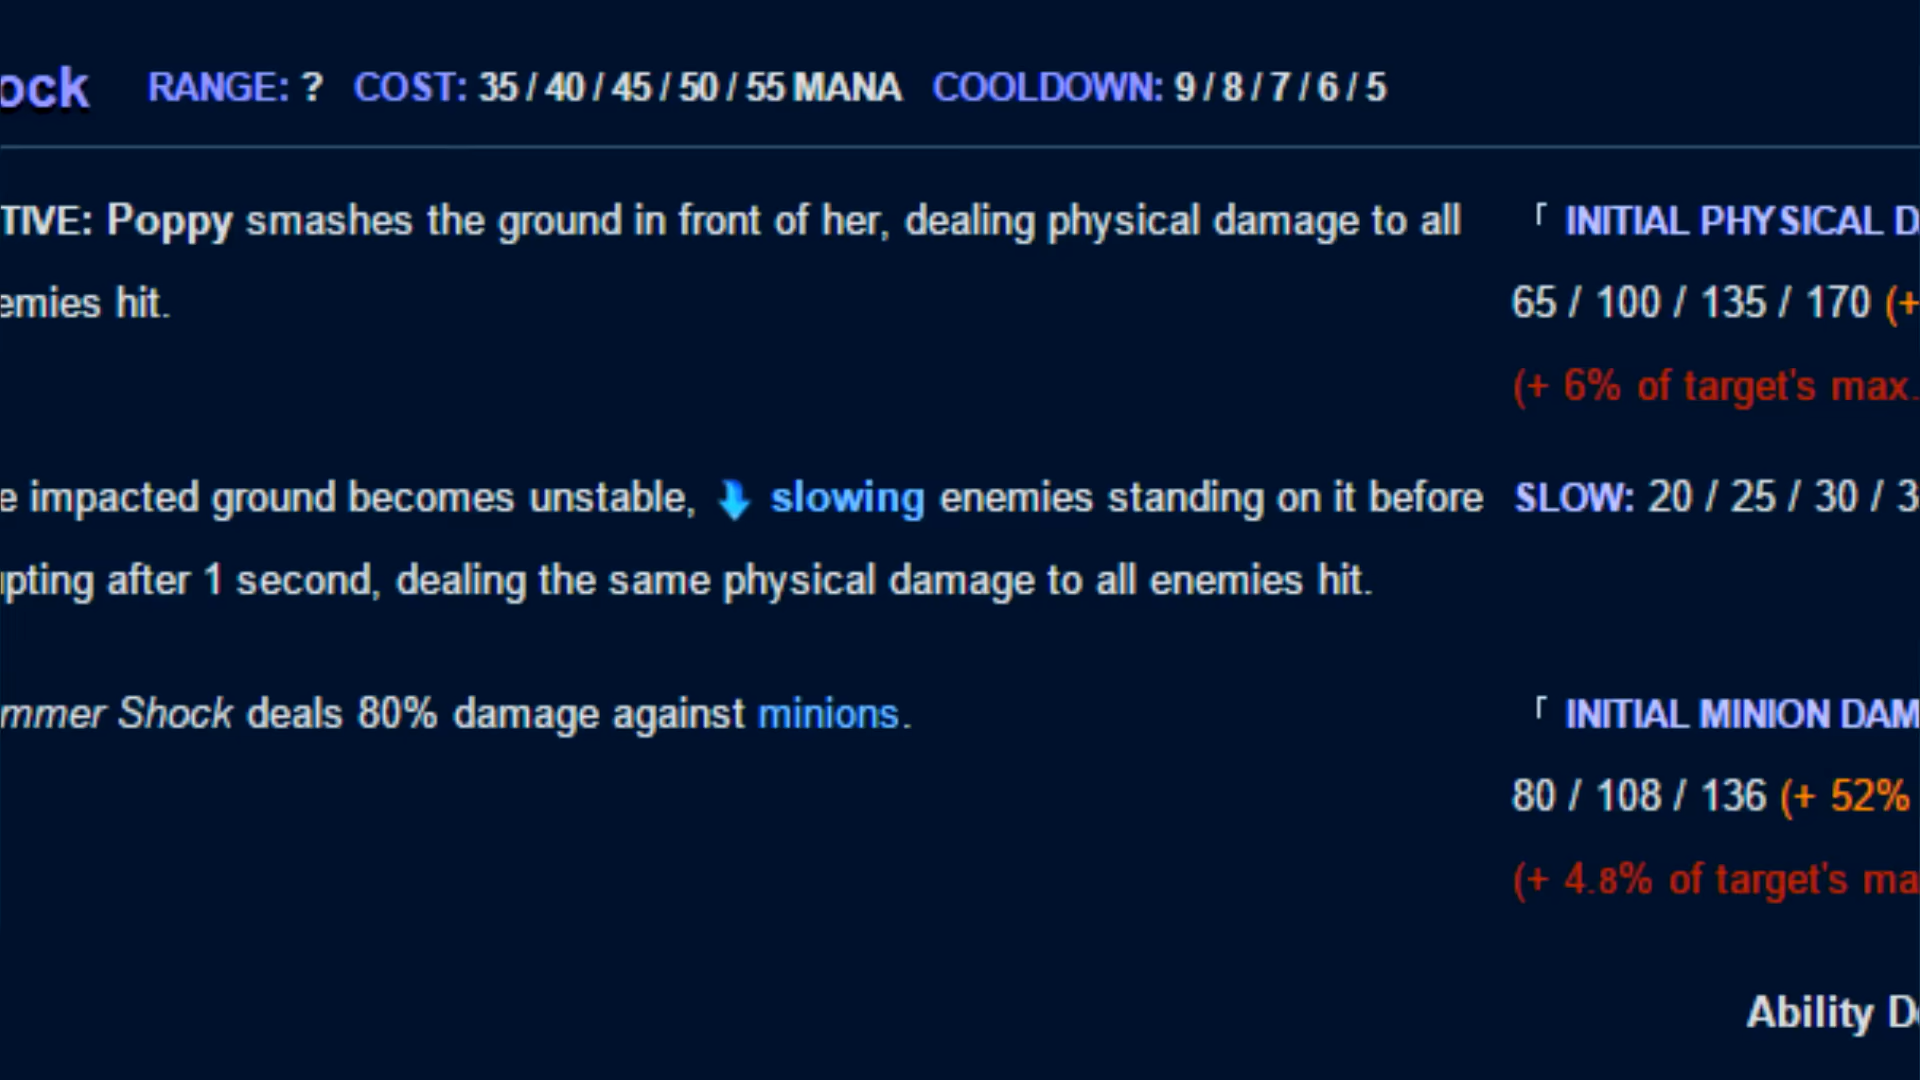 ock RANGE: ? COST: 35 / 40 / 45 / 50 / 55 MANA COOLDOWN: 9 / 8 / 7 / 6 / 5
TIVE: Poppy smashes the ground in front of her, dealing physical damage to all
emies hit.
「 INITIAL PHYSICAL D
65 / 100 / 135 / 170 (+
(+ 6% of target's max.
e impacted ground becomes unstable, slowing enemies standing on it before
upting after 1 second, dealing the same physical damage to all enemies hit.
SLOW: 20 / 25 / 30 / 3
mmer Shock deals 80% damage against minions.
「 INITIAL MINION DAM
80 / 108 / 136 (+ 52%
(+ 4.8% of target's ma
Ability D